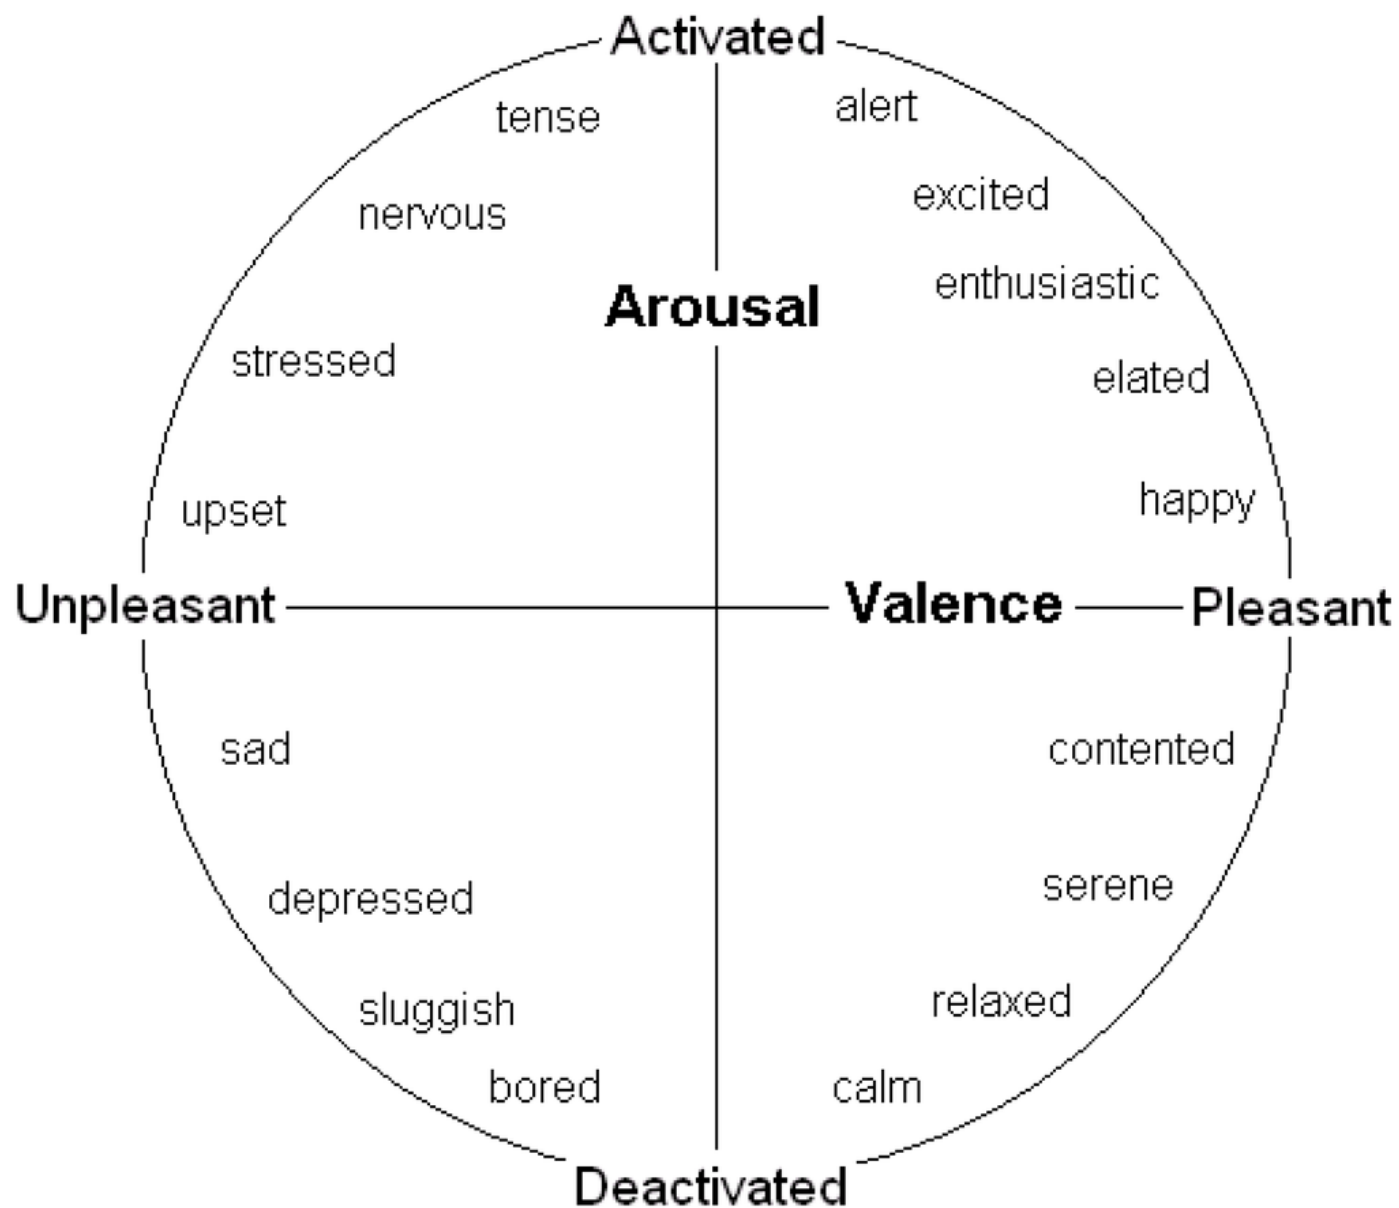 Activated
tense
alert
nervous
excited
enthusiastic
Arousal
stressed
elated
upset
happy
Unpleasant
Valence
Pleasant
sad
contented
depressed
serene
sluggish
relaxed
bored
calm
Deactivated